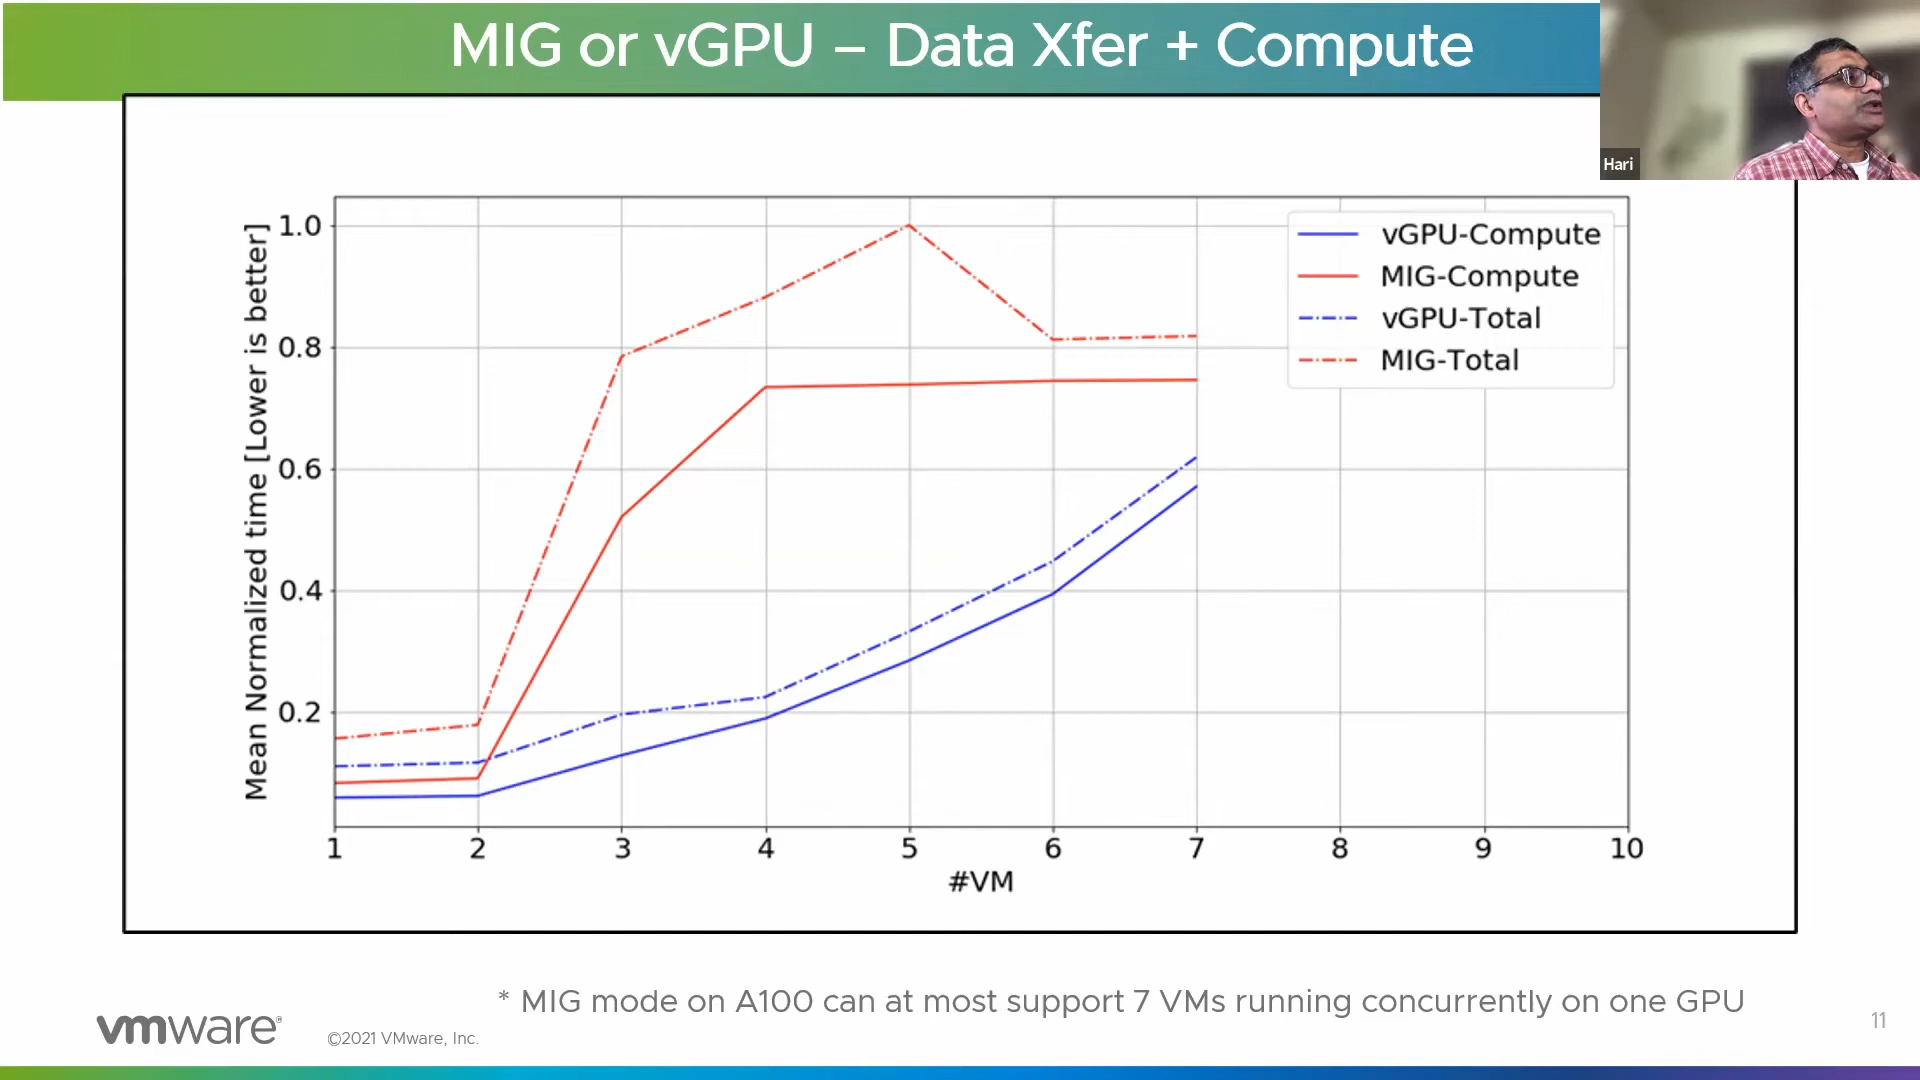 MIG or vGPU – Data Xfer + Compute
Hari
Mean Normalized time [Lower is better]
1.0
0.8
0.6
0.4
0.2
vGPU-Compute
MIG-Compute
vGPU-Total
MIG-Total
1 2 3 4 5 6 7 8 9 10
#VM
* MIG mode on A100 can at most support 7 VMs running concurrently on one GPU
vmware®
©2021 VMware, Inc.
11